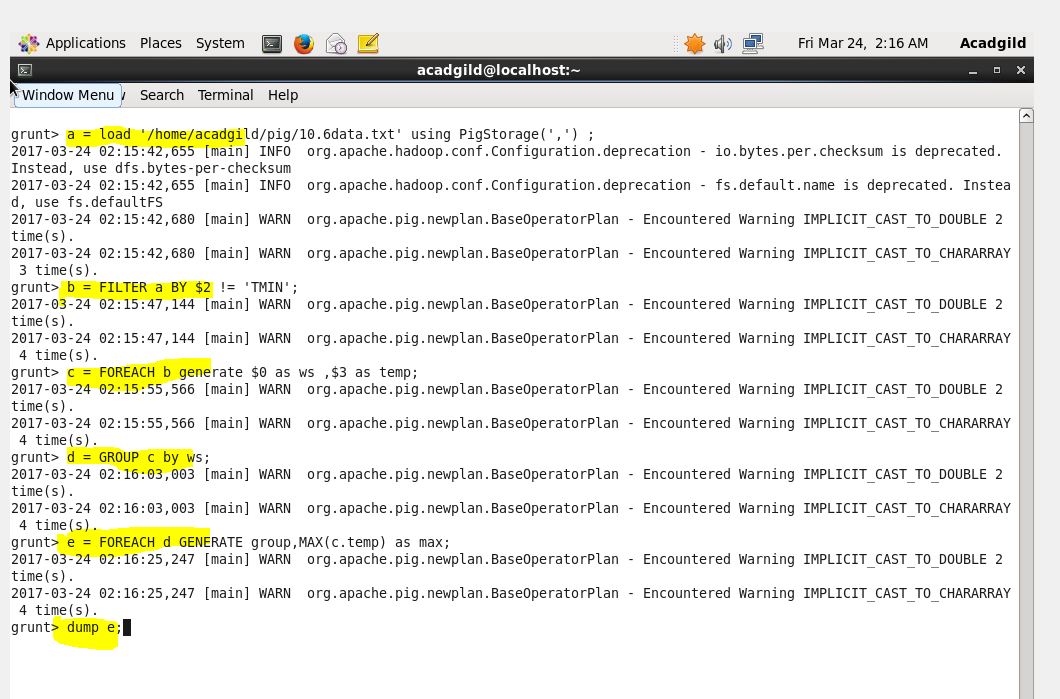 Applications Places System Fri Mar 24, 2:16 AM Acadgild
acadgild@localhost:~
Window Menu Search Terminal Help
grunt> a = load '/home/acadgild/pig/10.6data.txt' using PigStorage(',') ;
2017-03-24 02:15:42,655 [main] INFO  org.apache.hadoop.conf.Configuration.deprecation - io.bytes.per.checksum is deprecated.
Instead, use dfs.bytes-per-checksum
2017-03-24 02:15:42,655 [main] INFO  org.apache.hadoop.conf.Configuration.deprecation - fs.default.name is deprecated. Instea
d, use fs.defaultFS
2017-03-24 02:15:42,680 [main] WARN  org.apache.pig.newplan.BaseOperatorPlan - Encountered Warning IMPLICIT_CAST_TO_DOUBLE 2
time(s).
2017-03-24 02:15:42,680 [main] WARN  org.apache.pig.newplan.BaseOperatorPlan - Encountered Warning IMPLICIT_CAST_TO_CHARARRAY
 3 time(s).
grunt> b = FILTER a BY $2 != 'TMIN';
2017-03-24 02:15:47,144 [main] WARN  org.apache.pig.newplan.BaseOperatorPlan - Encountered Warning IMPLICIT_CAST_TO_DOUBLE 2
time(s).
2017-03-24 02:15:47,144 [main] WARN  org.apache.pig.newplan.BaseOperatorPlan - Encountered Warning IMPLICIT_CAST_TO_CHARARRAY
 4 time(s).
grunt> c = FOREACH b generate $0 as ws ,$3 as temp;
2017-03-24 02:15:55,566 [main] WARN  org.apache.pig.newplan.BaseOperatorPlan - Encountered Warning IMPLICIT_CAST_TO_DOUBLE 2
time(s).
2017-03-24 02:15:55,566 [main] WARN  org.apache.pig.newplan.BaseOperatorPlan - Encountered Warning IMPLICIT_CAST_TO_CHARARRAY
 4 time(s).
grunt> d = GROUP c by ws;
2017-03-24 02:16:03,003 [main] WARN  org.apache.pig.newplan.BaseOperatorPlan - Encountered Warning IMPLICIT_CAST_TO_DOUBLE 2
time(s).
2017-03-24 02:16:03,003 [main] WARN  org.apache.pig.newplan.BaseOperatorPlan - Encountered Warning IMPLICIT_CAST_TO_CHARARRAY
 4 time(s).
grunt> e = FOREACH d GENERATE group,MAX(c.temp) as max;
2017-03-24 02:16:25,247 [main] WARN  org.apache.pig.newplan.BaseOperatorPlan - Encountered Warning IMPLICIT_CAST_TO_DOUBLE 2
time(s).
2017-03-24 02:16:25,247 [main] WARN  org.apache.pig.newplan.BaseOperatorPlan - Encountered Warning IMPLICIT_CAST_TO_CHARARRAY
 4 time(s).
grunt> dump e;